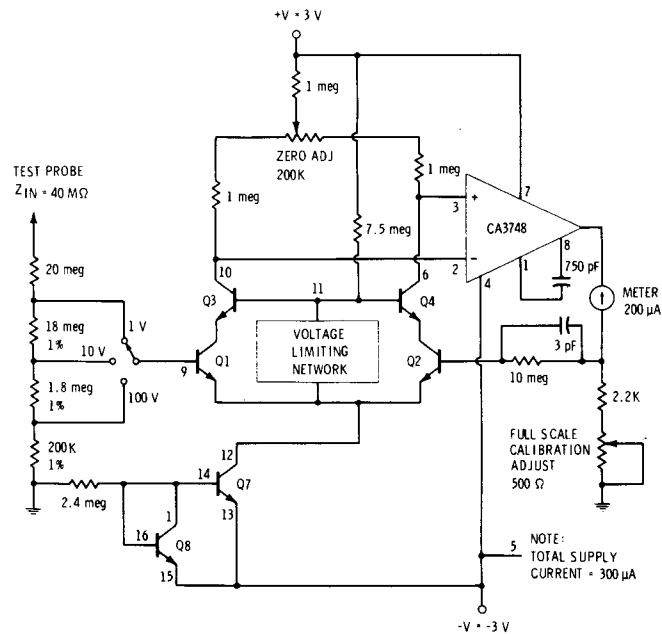 +V = 3 V
1 meg
ZERO ADJ
200K
1 meg
1 meg
7.5 meg
TEST PROBE
ZIN = 40 MΩ
20 meg
18 meg
1%
1.8 meg
1%
200K
1%
1 V
10 V
100 V
2.4 meg
10
11
6
Q3
Q4
9
Q1
Q2
VOLTAGE
LIMITING
NETWORK
12
14
Q7
13
1
16
Q8
15
3
+
2
−
CA3748
7
8
1
4
750 pF
METER
200 µA
3 pF
10 meg
2.2K
FULL SCALE
CALIBRATION
ADJUST
500 Ω
5
NOTE:
TOTAL SUPPLY
CURRENT = 300 µA
-V = -3 V